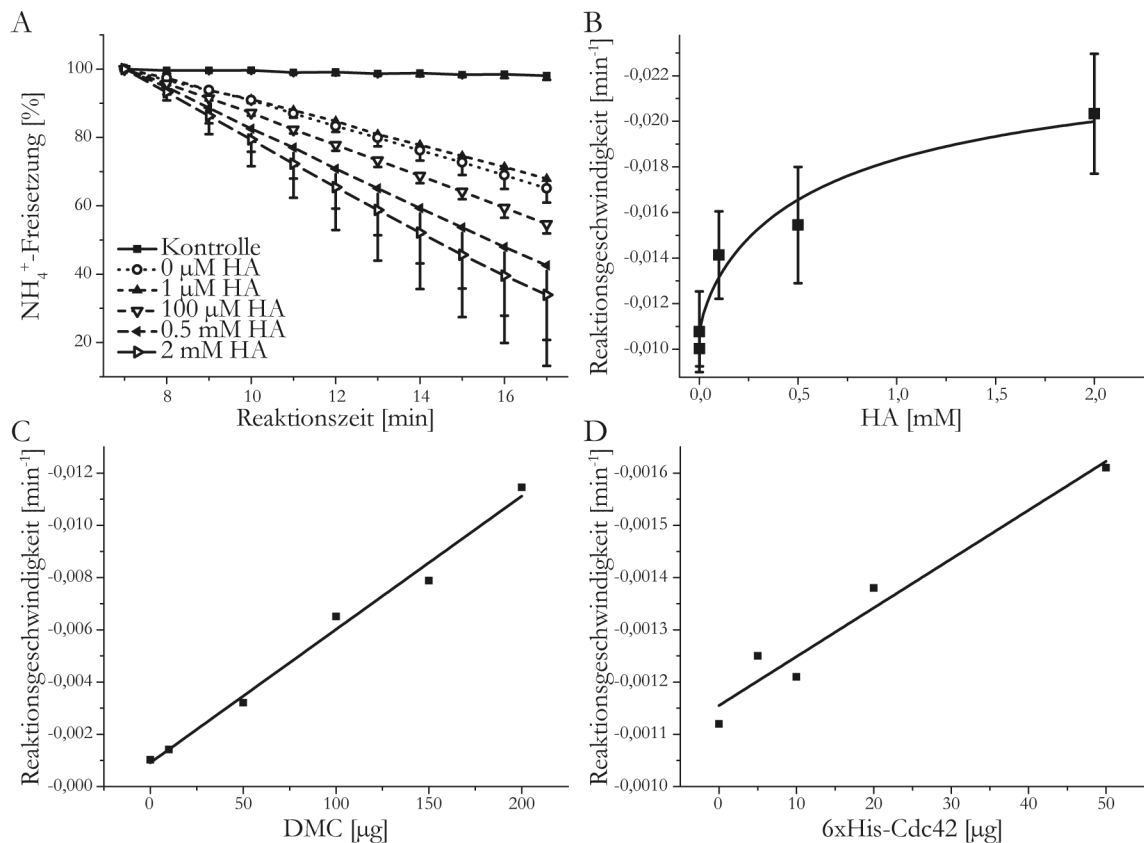 A
NH₄⁺-Freisetzung [%]
100
80
60
40
20
Kontrolle
0 µM HA
1 µM HA
100 µM HA
0.5 mM HA
2 mM HA
8
10
12
14
16
Reaktionszeit [min]
B
Reaktionsgeschwindigkeit [min⁻¹]
-0,022
-0,020
-0,018
-0,016
-0,014
-0,012
-0,010
0,0
0,5
1,0
1,5
2,0
HA [mM]
C
Reaktionsgeschwindigkeit [min⁻¹]
-0,012
-0,010
-0,008
-0,006
-0,004
-0,002
-0,000
0
50
100
150
200
DMC [µg]
D
Reaktionsgeschwindigkeit [min⁻¹]
-0,0016
-0,0015
-0,0014
-0,0013
-0,0012
-0,0011
-0,0010
0
10
20
30
40
50
6xHis-Cdc42 [µg]